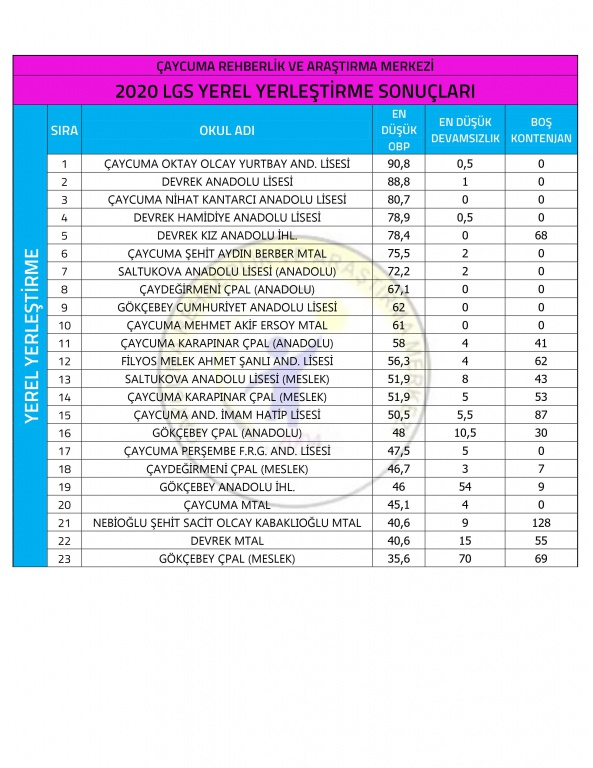 ÇAYCUMA REHBERLİK VE ARAŞTIRMA MERKEZİ
2020 LGS YEREL YERLEŞTİRME SONUÇLARI
YEREL YERLEŞTİRME
SIRA OKUL ADI EN DÜŞÜK OBP EN DÜŞÜK DEVAMSIZLIK BOŞ KONTENJAN
1 ÇAYCUMA OKTAY OLCAY YURTBAY AND. LİSESİ 90,8 0,5 0
2 DEVREK ANADOLU LİSESİ 88,8 1 0
3 ÇAYCUMA NİHAT KANTARCI ANADOLU LİSESİ 80,7 0 0
4 DEVREK HAMİDİYE ANADOLU LİSESİ 78,9 0,5 0
5 DEVREK KIZ ANADOLU İHL. 78,4 0 68
6 ÇAYCUMA ŞEHİT AYDIN BERBER MTAL 75,5 2 0
7 SALTUKOVA ANADOLU LİSESİ (ANADOLU) 72,2 2 0
8 ÇAYDEĞİRMENİ ÇPAL (ANADOLU) 67,1 0 0
9 GÖKÇEBEY CUMHURİYET ANADOLU LİSESİ 62 0 0
10 ÇAYCUMA MEHMET AKİF ERSOY MTAL 61 0 0
11 ÇAYCUMA KARAPINAR ÇPAL (ANADOLU) 58 4 41
12 FİLYOS MELEK AHMET ŞANLI AND. LİSESİ 56,3 4 62
13 SALTUKOVA ANADOLU LİSESİ (MESLEK) 51,9 8 43
14 ÇAYCUMA KARAPINAR ÇPAL (MESLEK) 51,9 5 53
15 ÇAYCUMA AND. İMAM HATİP LİSESİ 50,5 5,5 87
16 GÖKÇEBEY ÇPAL (ANADOLU) 48 10,5 30
17 ÇAYCUMA PERŞEMBE F.R.G. AND. LİSESİ 47,5 5 0
18 ÇAYDEĞİRMENİ ÇPAL (MESLEK) 46,7 3 7
19 GÖKÇEBEY ANADOLU İHL. 46 54 9
20 ÇAYCUMA MTAL 45,1 4 0
21 NEBİOĞLU ŞEHİT SACİT OLCAY KABAKLIOĞLU MTAL 40,6 9 128
22 DEVREK MTAL 40,6 15 55
23 GÖKÇEBEY ÇPAL (MESLEK) 35,6 70 69